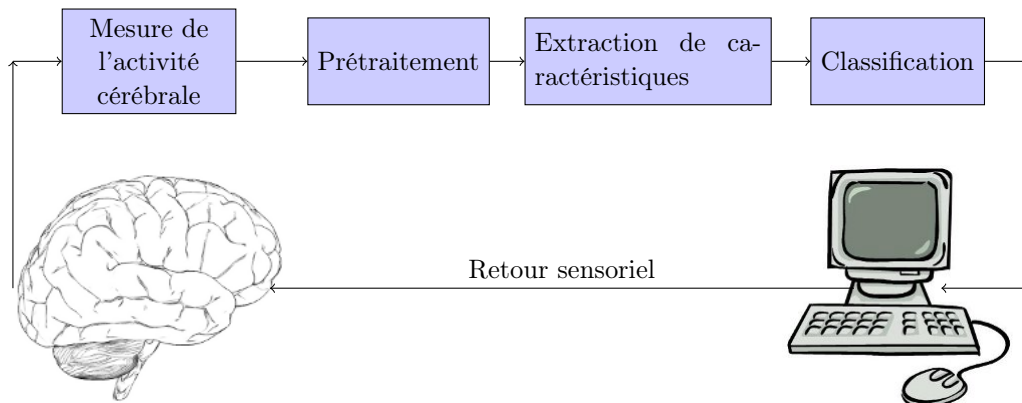 Mesure de
l'activité
cérébrale
Prétraitement
Extraction de ca-
ractéristiques
Classification
Retour sensoriel